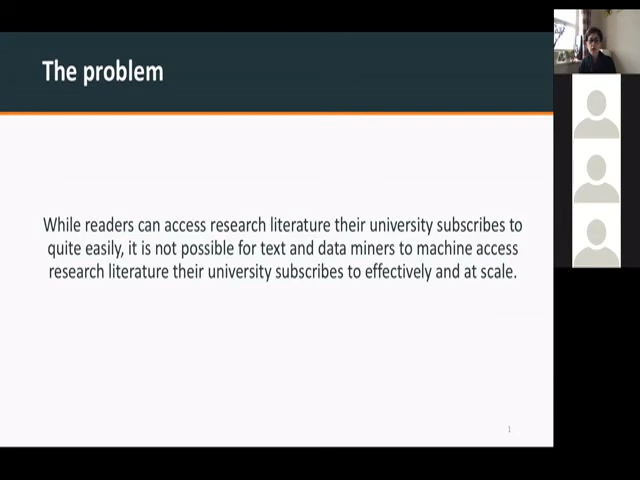 The problem
While readers can access research literature their university subscribes to
quite easily, it is not possible for text and data miners to machine access
research literature their university subscribes to effectively and at scale.
1